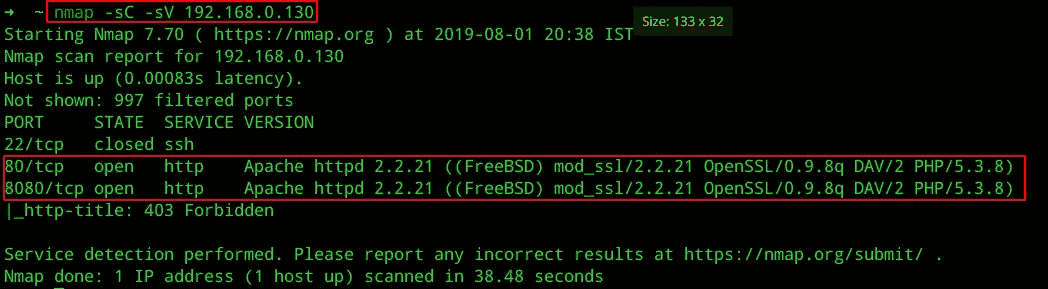 ➜  ~ nmap -sC -sV 192.168.0.130
Size: 133 x 32
Starting Nmap 7.70 ( https://nmap.org ) at 2019-08-01 20:38 IST
Nmap scan report for 192.168.0.130
Host is up (0.00083s latency).
Not shown: 997 filtered ports
PORT     STATE  SERVICE VERSION
22/tcp   closed ssh
80/tcp   open   http    Apache httpd 2.2.21 ((FreeBSD) mod_ssl/2.2.21 OpenSSL/0.9.8q DAV/2 PHP/5.3.8)
8080/tcp open   http    Apache httpd 2.2.21 ((FreeBSD) mod_ssl/2.2.21 OpenSSL/0.9.8q DAV/2 PHP/5.3.8)
|_http-title: 403 Forbidden
Service detection performed. Please report any incorrect results at https://nmap.org/submit/ .
Nmap done: 1 IP address (1 host up) scanned in 38.48 seconds